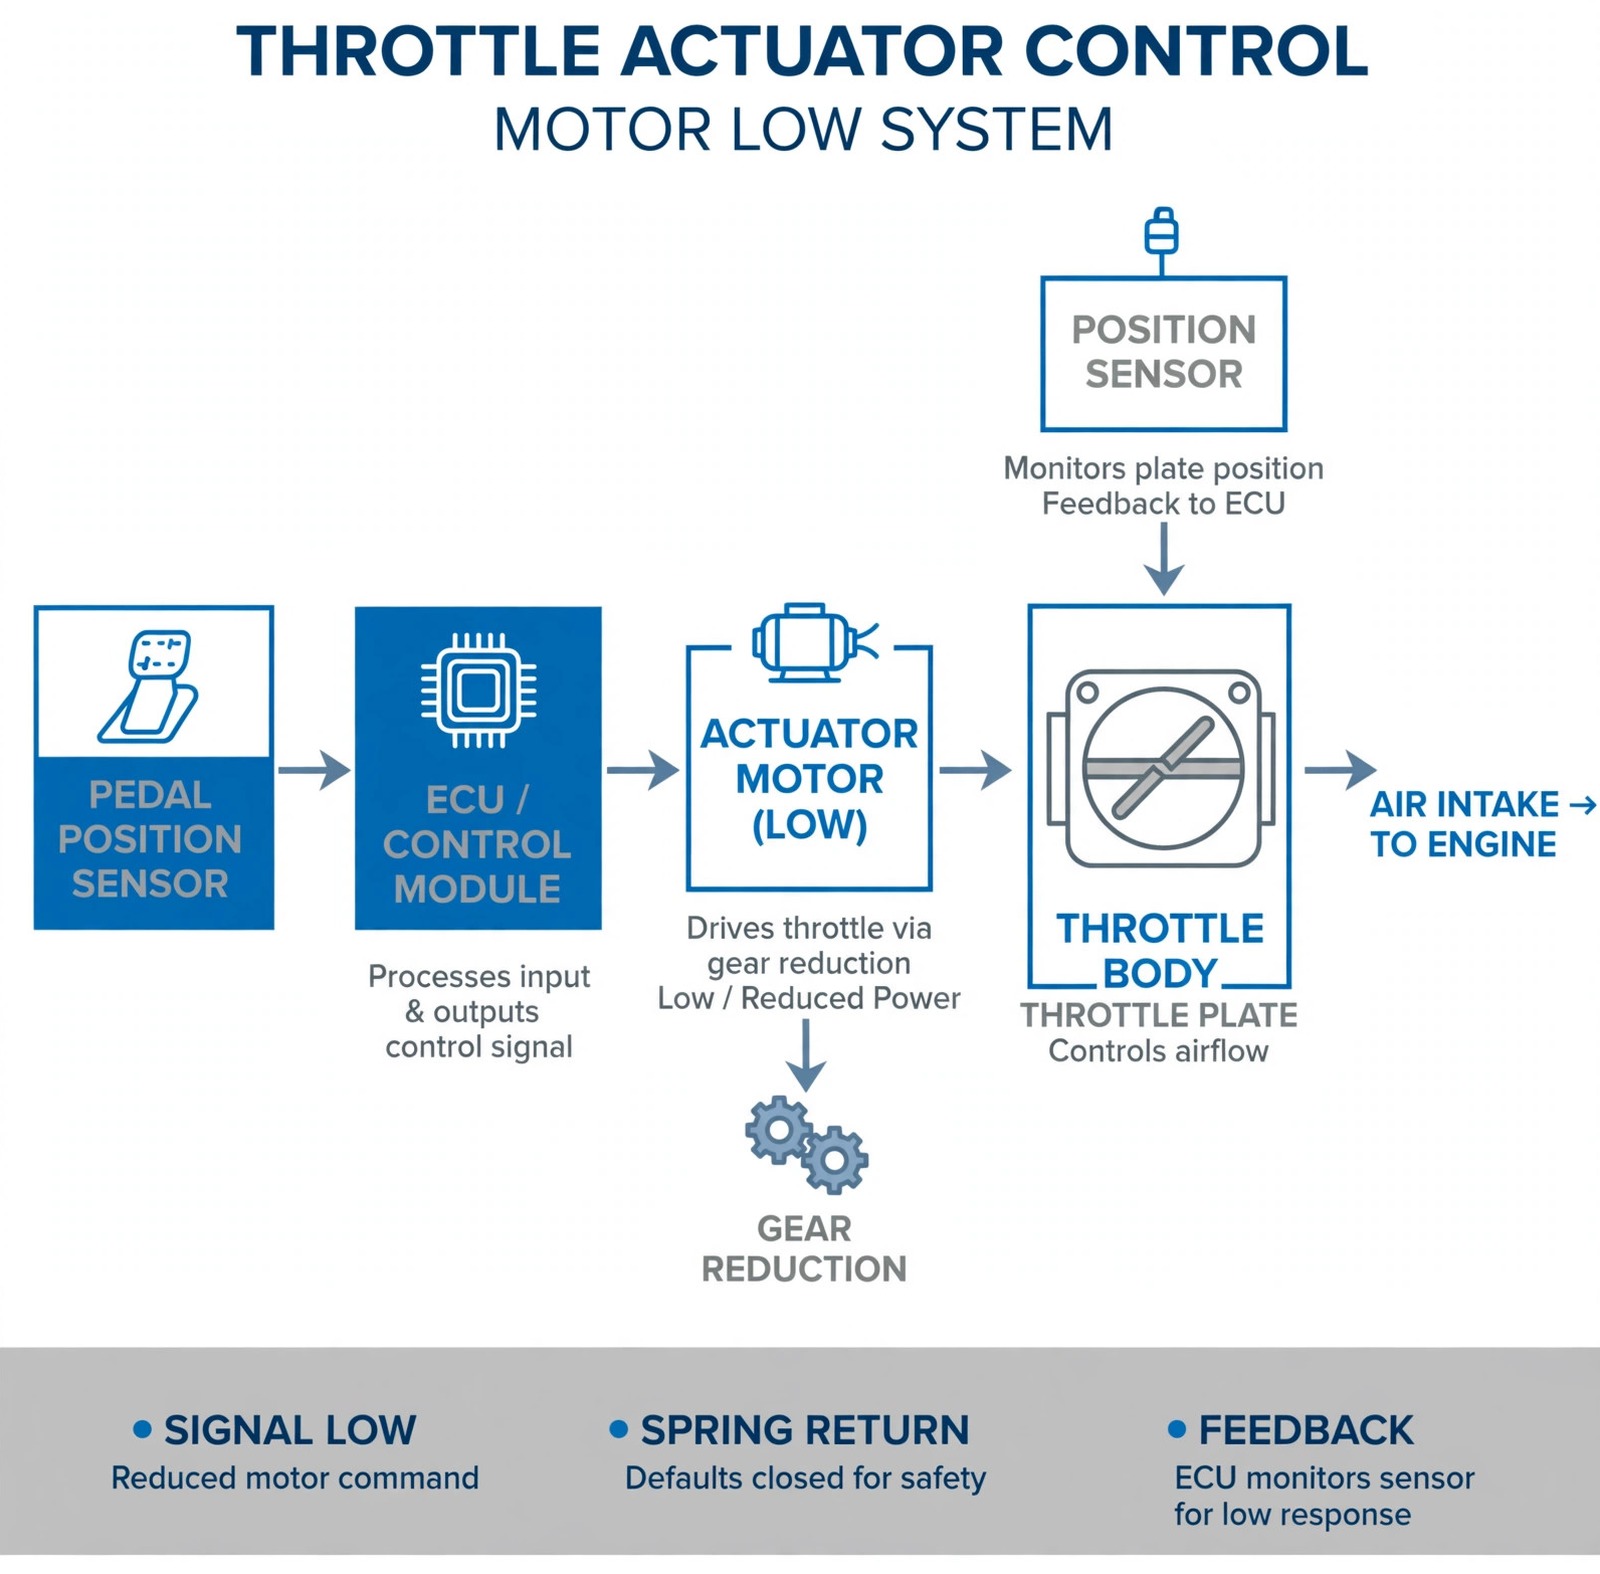 THROTTLE ACTUATOR CONTROL
MOTOR LOW SYSTEM
POSITION
SENSOR
Monitors plate position
Feedback to ECU
PEDAL
POSITION
SENSOR
ECU /
CONTROL
MODULE
Processes input
& outputs
control signal
ACTUATOR
MOTOR
(LOW)
Drives throttle via
gear reduction
Low / Reduced Power
GEAR
REDUCTION
THROTTLE
BODY
THROTTLE PLATE
Controls airflow
AIR INTAKE →
TO ENGINE
• SIGNAL LOW
Reduced motor command
• SPRING RETURN
Defaults closed for safety
• FEEDBACK
ECU monitors sensor
for low response